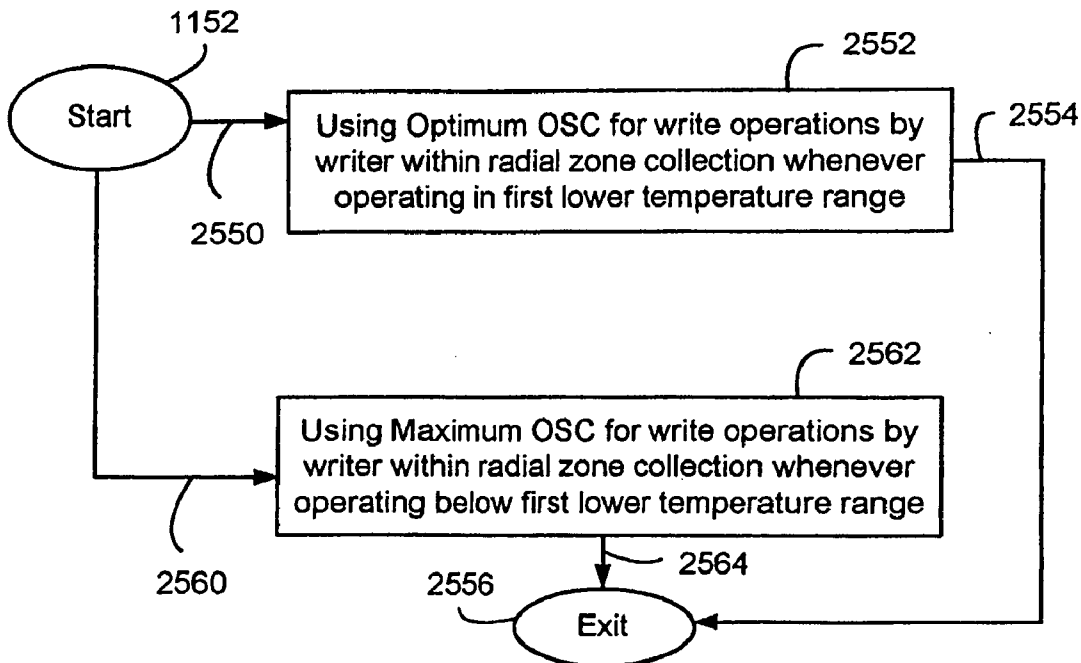 1152
Start
2550
2552
Using Optimum OSC for write operations by
writer within radial zone collection whenever
operating in first lower temperature range
2554
2562
Using Maximum OSC for write operations by
writer within radial zone collection whenever
operating below first lower temperature range
2560
2564
2556
Exit